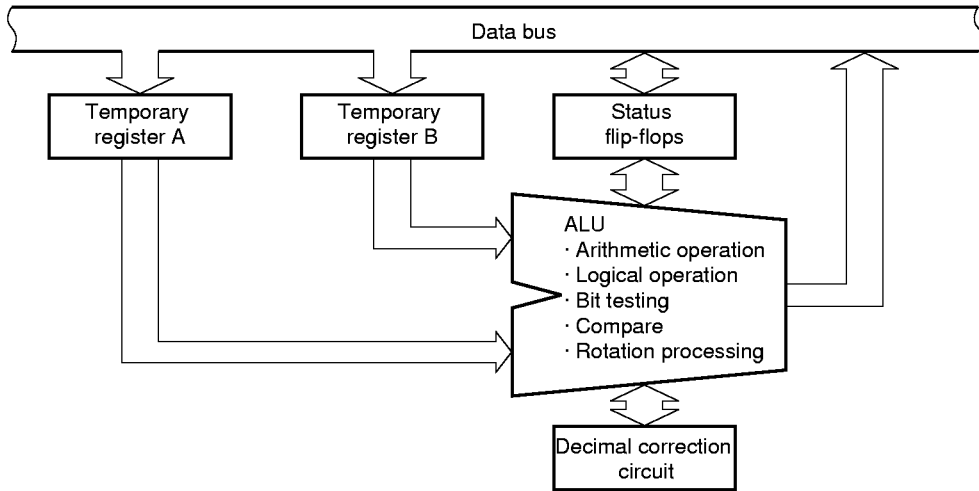 Data bus
Temporary
register A
Temporary
register B
Status
flip-flops
ALU
· Arithmetic operation
· Logical operation
· Bit testing
· Compare
· Rotation processing
Decimal correction
circuit